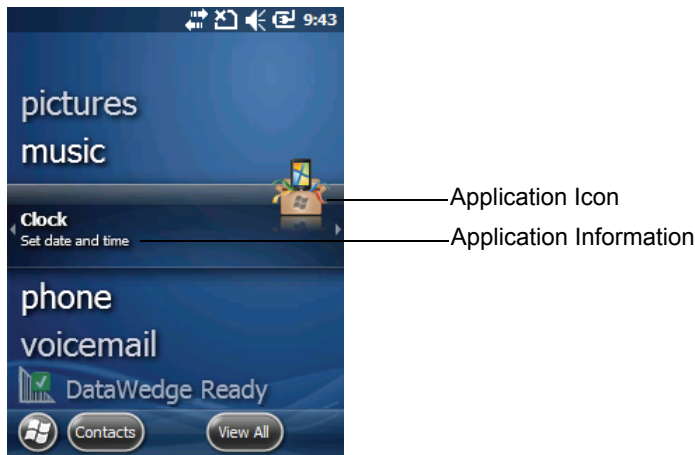 9:43
pictures
music
Application Icon
Clock
Set date and time
Application Information
phone
voicemail
DataWedge Ready
Contacts
View All